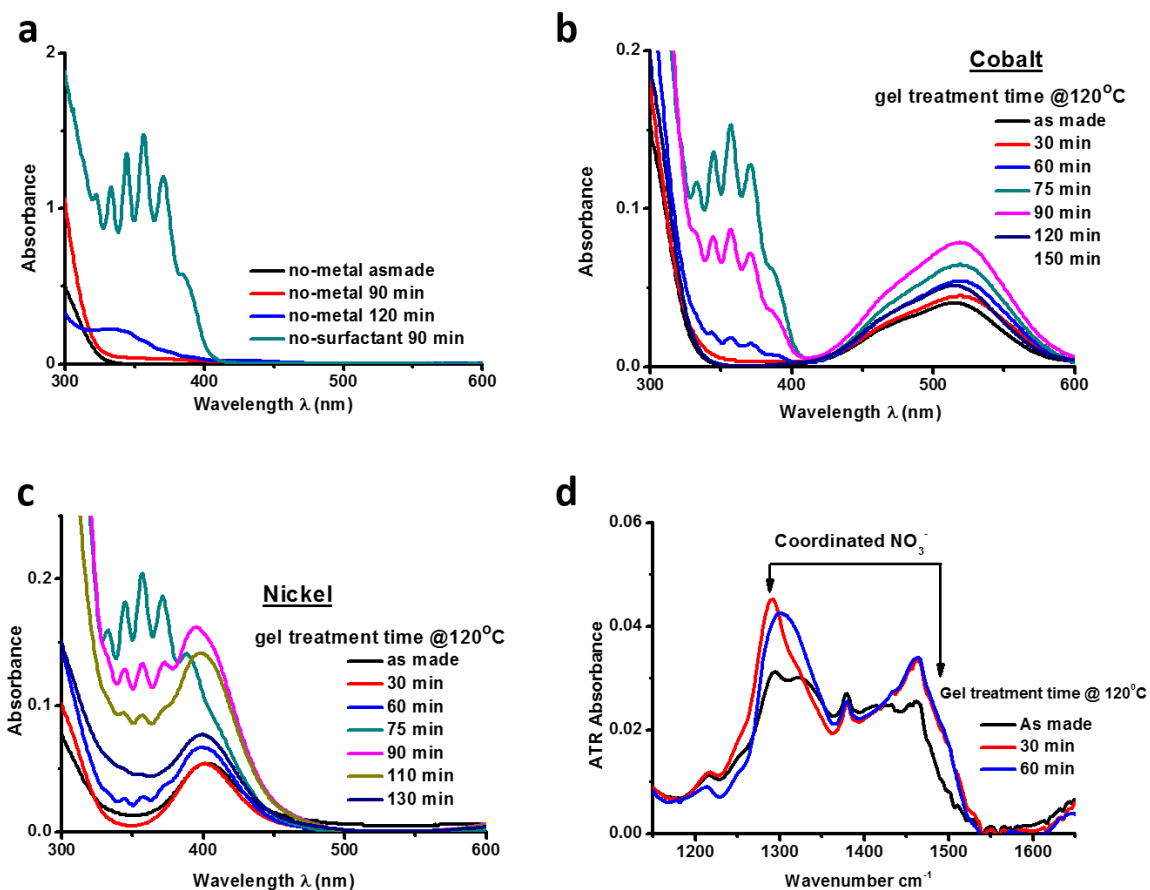 a
2
1
0
300
400
500
600
Absorbance
Wavelength λ (nm)
no-metal asmade
no-metal 90 min
no-metal 120 min
no-surfactant 90 min
b
0.2
0.1
0.0
300
400
500
600
Absorbance
Wavelength λ (nm)
Cobalt
gel treatment time @120°C
as made
30 min
60 min
75 min
90 min
120 min
150 min
c
0.2
0.1
0.0
300
400
500
600
Absorbance
Wavelength λ (nm)
Nickel
gel treatment time @120°C
as made
30 min
60 min
75 min
90 min
110 min
130 min
d
0.06
0.04
0.02
0.00
1200
1300
1400
1500
1600
ATR Absorbance
Wavenumber cm⁻¹
Coordinated NO₃⁻
Gel treatment time @ 120°C
As made
30 min
60 min